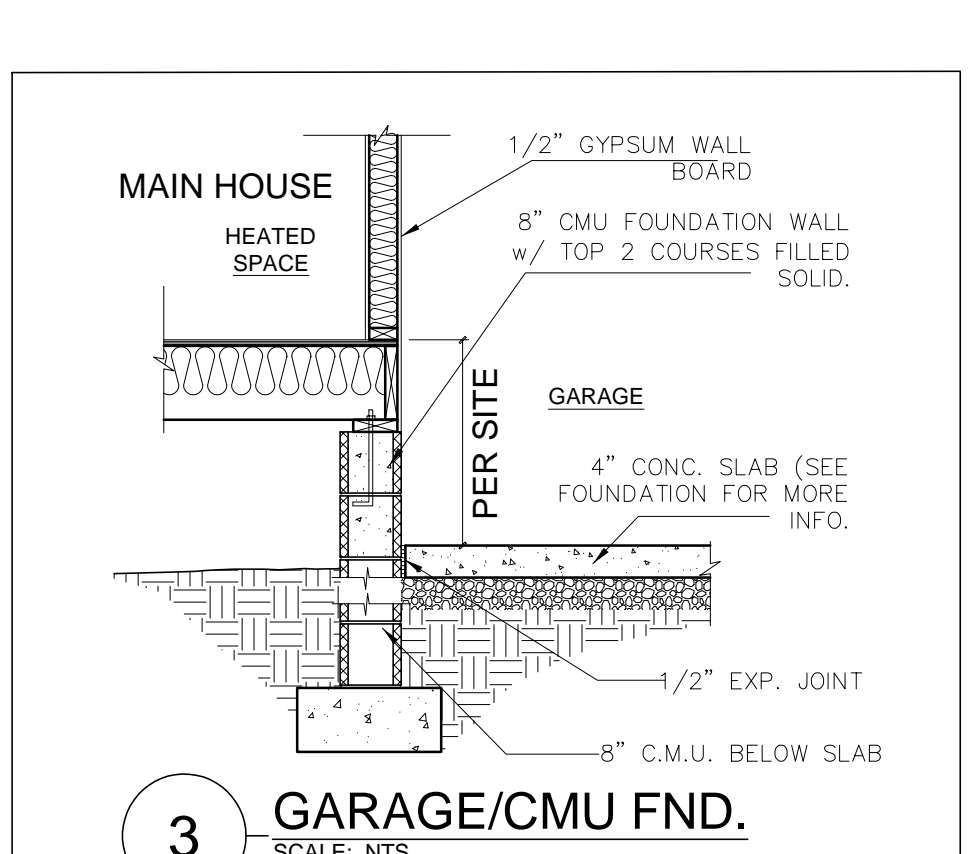 MAIN HOUSE
HEATED
SPACE
1/2" GYPSUM WALL
BOARD
8" CMU FOUNDATION WALL
w/ TOP 2 COURSES FILLED
SOLID.
PER SITE
GARAGE
4" CONC. SLAB (SEE
FOUNDATION FOR MORE
INFO.
1/2" EXP. JOINT
8" C.M.U. BELOW SLAB
3
GARAGE/CMU FND.
SCALE: NTS